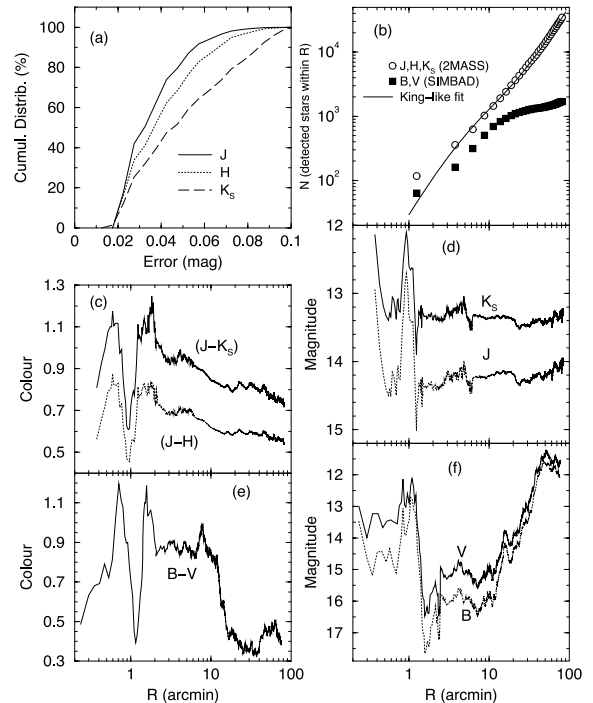 (a)
Cumul. Distrib. (%)
100
80
60
40
20
0
J
H
K_S
0 0.02 0.04 0.06 0.08 0.1
Error (mag)
(b)
N (detected stars within R)
10^4
10^3
10^2
J,H,K_S (2MASS)
B,V (SIMBAD)
King−like fit
(c)
Colour
1.3
1.1
0.9
0.7
0.5
(J−K_S)
(J−H)
(d)
Magnitude
12
13
14
15
K_S
J
(e)
Colour
1.1
0.9
0.7
0.5
0.3
B−V
1 10 100
R (arcmin)
(f)
Magnitude
12
13
14
15
16
17
V
B
1 10 100
R (arcmin)